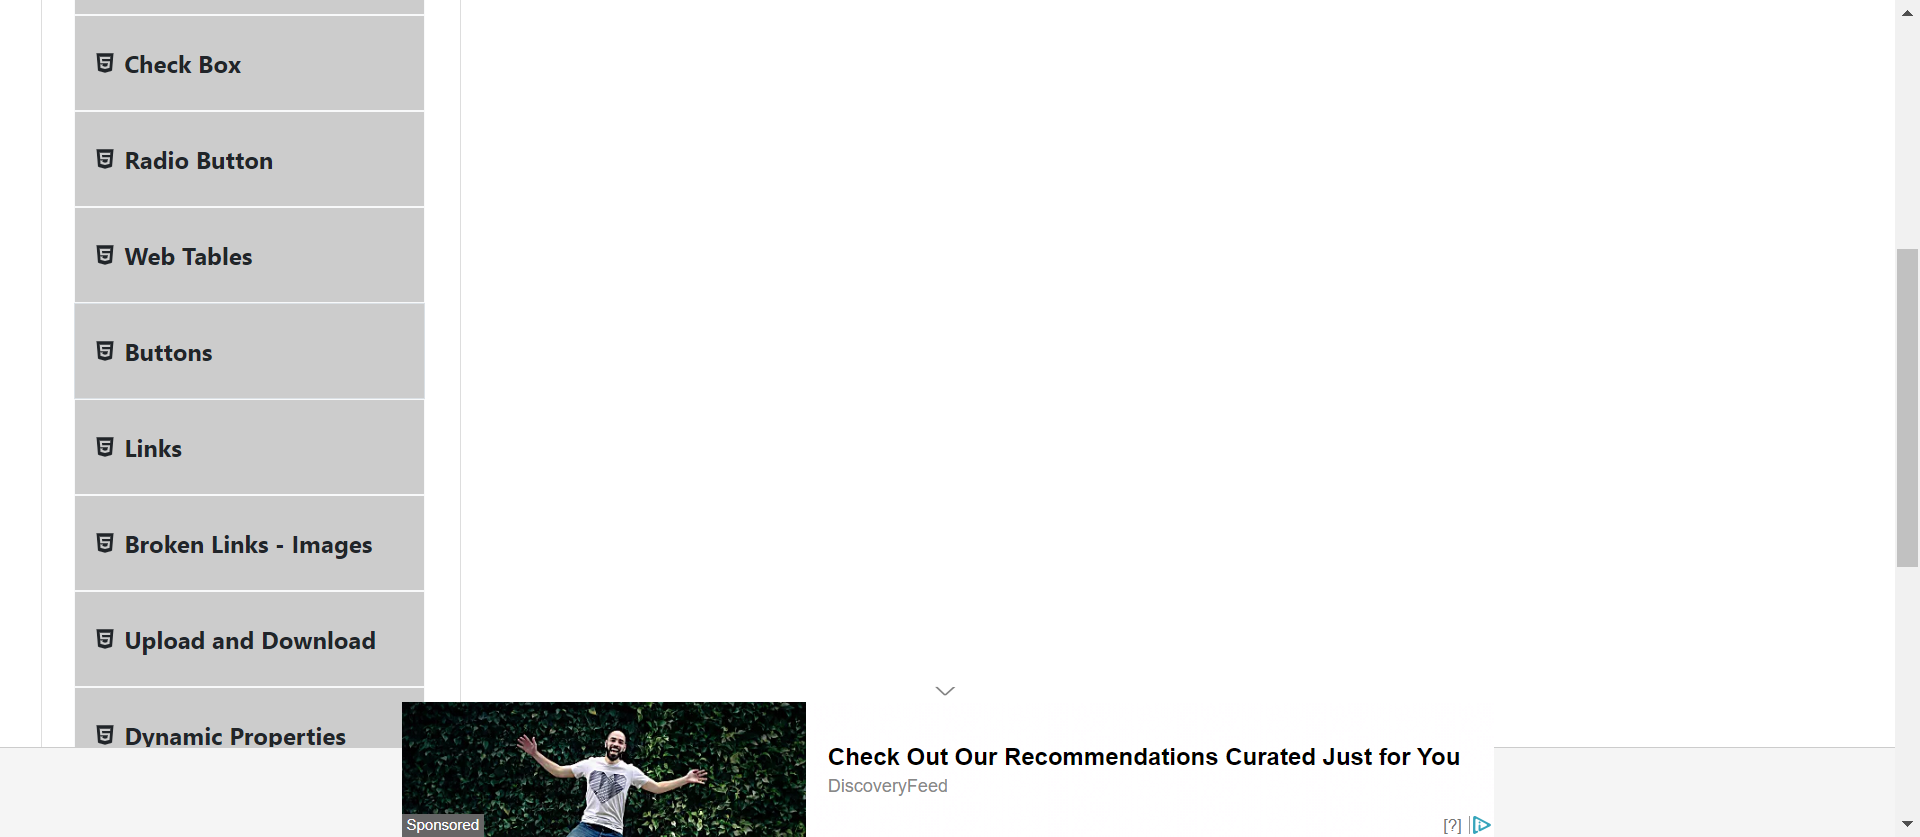 Check Box
Radio Button
Web Tables
Buttons
Links
Broken Links - Images
Upload and Download
Dynamic Properties
Check Out Our Recommendations Curated Just for You
DiscoveryFeed
Sponsored
[?]